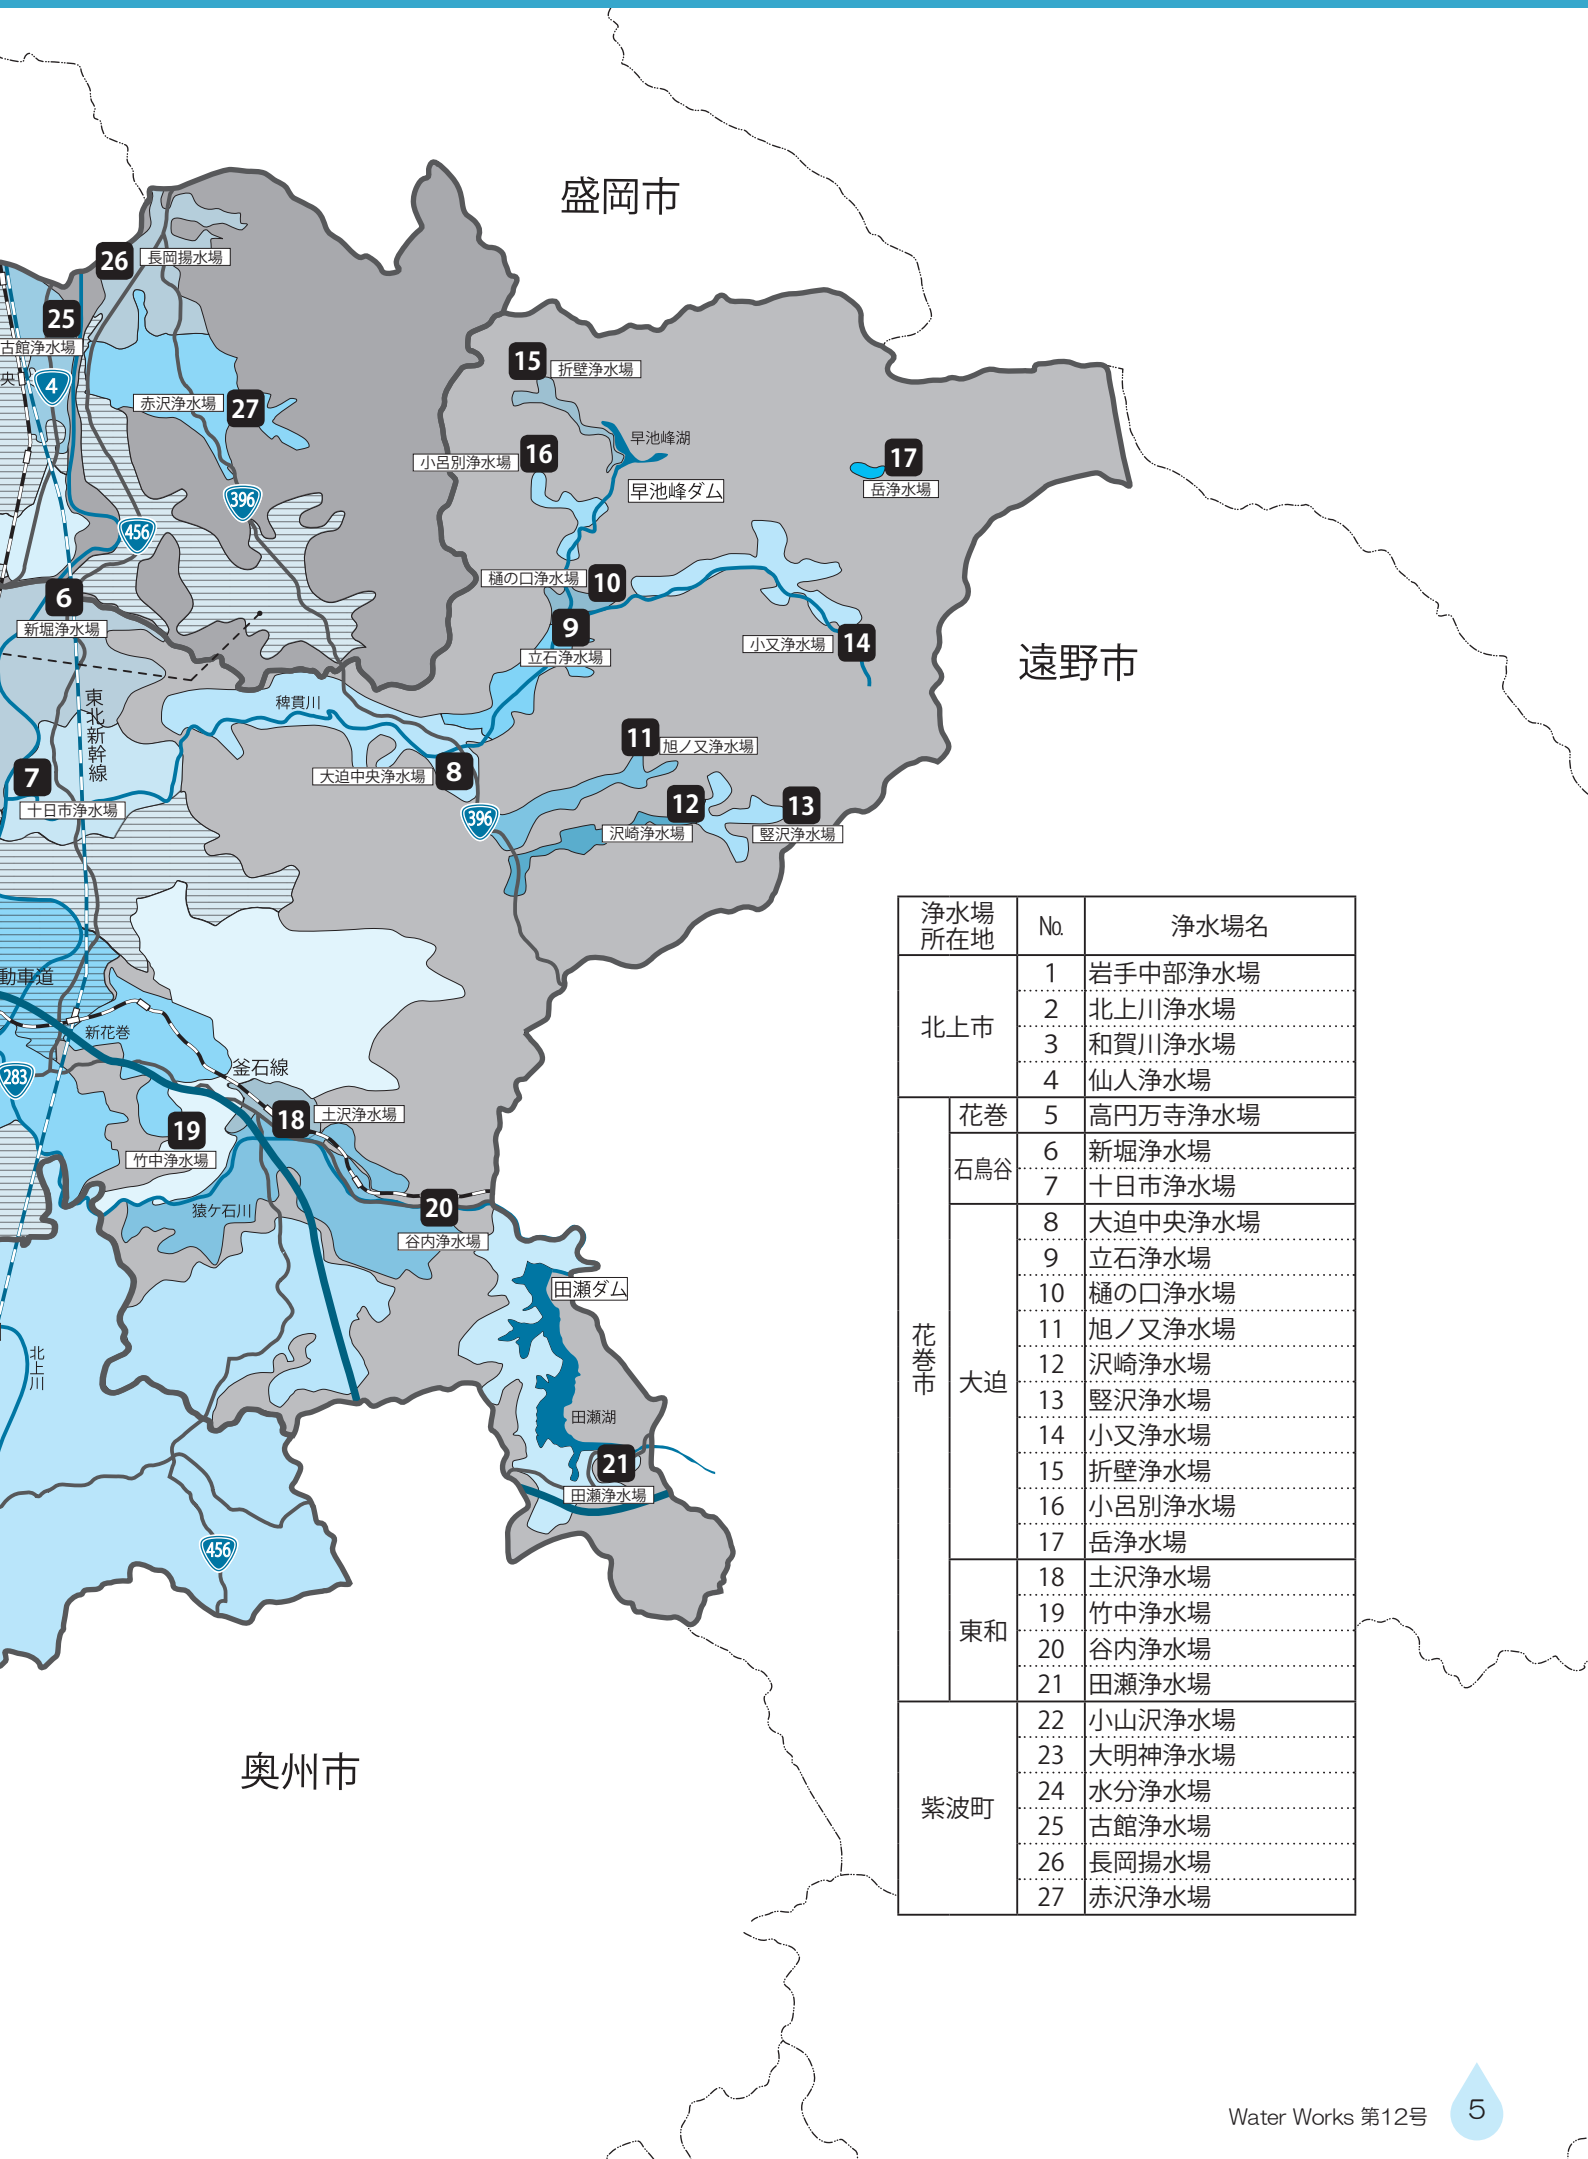 盛岡市
26
長岡揚水場
25
古館浄水場
央
4
赤沢浄水場
27
396
456
15
折壁浄水場
早池峰湖
16
小呂別浄水場
早池峰ダム
17
岳浄水場
樋の口浄水場
10
9
立石浄水場
小又浄水場
14
遠野市
6
新堀浄水場
東北新幹線
稗貫川
7
十日市浄水場
大迫中央浄水場
8
11
旭ノ又浄水場
396
12
沢崎浄水場
13
竪沢浄水場
動車道
新花巻
283
釜石線
18
土沢浄水場
19
竹中浄水場
猿ケ石川
20
谷内浄水場
田瀬ダム
北上川
田瀬湖
21
田瀬浄水場
456
奥州市
浄水場所在地 No. 浄水場名
北上市
1 岩手中部浄水場
2 北上川浄水場
3 和賀川浄水場
4 仙人浄水場
花巻市
花巻 5 高円万寺浄水場
石鳥谷
6 新堀浄水場
7 十日市浄水場
大迫
8 大迫中央浄水場
9 立石浄水場
10 樋の口浄水場
11 旭ノ又浄水場
12 沢崎浄水場
13 竪沢浄水場
14 小又浄水場
15 折壁浄水場
16 小呂別浄水場
17 岳浄水場
東和
18 土沢浄水場
19 竹中浄水場
20 谷内浄水場
21 田瀬浄水場
紫波町
22 小山沢浄水場
23 大明神浄水場
24 水分浄水場
25 古館浄水場
26 長岡揚水場
27 赤沢浄水場
Water Works 第12号 5